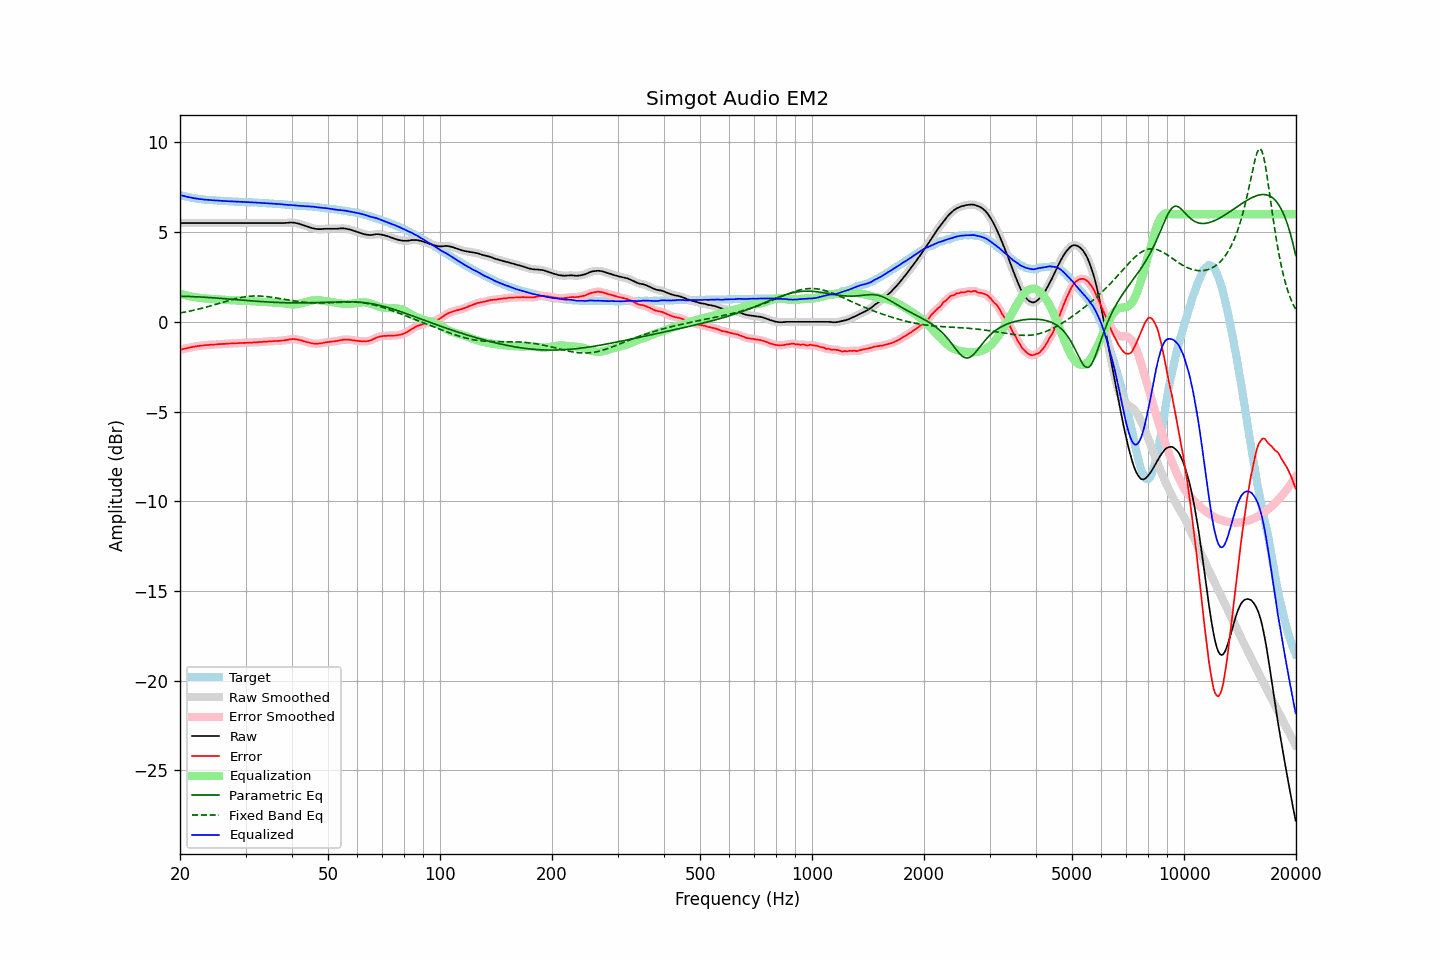 Simgot Audio EM2
Amplitude (dBr)
10
5
0
−5
−10
−15
−20
−25
Target
Raw Smoothed
Error Smoothed
Raw
Error
Equalization
Parametric Eq
Fixed Band Eq
Equalized
20 50 100 200 500 1000 2000 5000 10000 20000
Frequency (Hz)